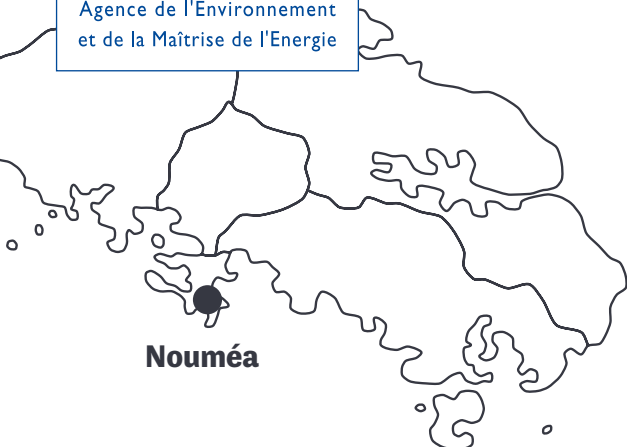 Agence de l'Environnement
et de la Maîtrise de l'Energie
Nouméa